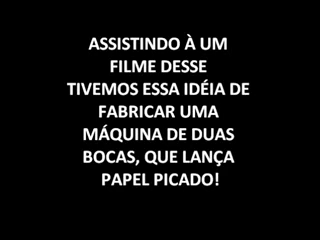 ASSISTINDO À UM
FILME DESSE
TIVEMOS ESSA IDÉIA DE
FABRICAR UMA
MÁQUINA DE DUAS
BOCAS, QUE LANÇA
PAPEL PICADO!